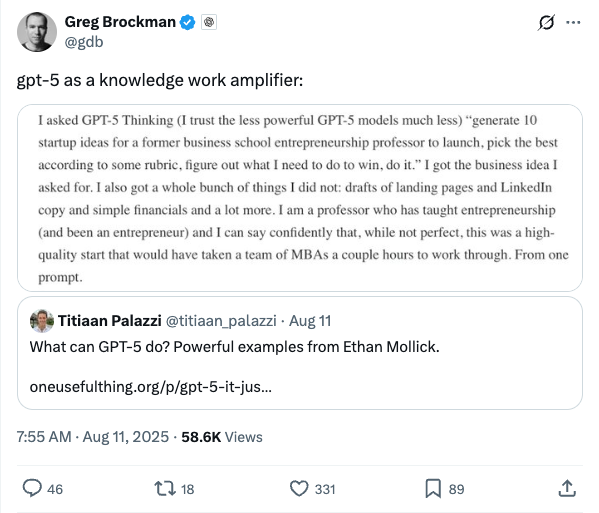 Greg Brockman
@gdb
gpt-5 as a knowledge work amplifier:
I asked GPT-5 Thinking (I trust the less powerful GPT-5 models much less) “generate 10
startup ideas for a former business school entrepreneurship professor to launch, pick the best
according to some rubric, figure out what I need to do to win, do it.” I got the business idea I
asked for. I also got a whole bunch of things I did not: drafts of landing pages and LinkedIn
copy and simple financials and a lot more. I am a professor who has taught entrepreneurship
(and been an entrepreneur) and I can say confidently that, while not perfect, this was a high-
quality start that would have taken a team of MBAs a couple hours to work through. From one
prompt.
Titiaan Palazzi @titiaan_palazzi · Aug 11
What can GPT-5 do? Powerful examples from Ethan Mollick.
oneusefulthing.org/p/gpt-5-it-jus...
7:55 AM · Aug 11, 2025 · 58.6K Views
46 18 331 89